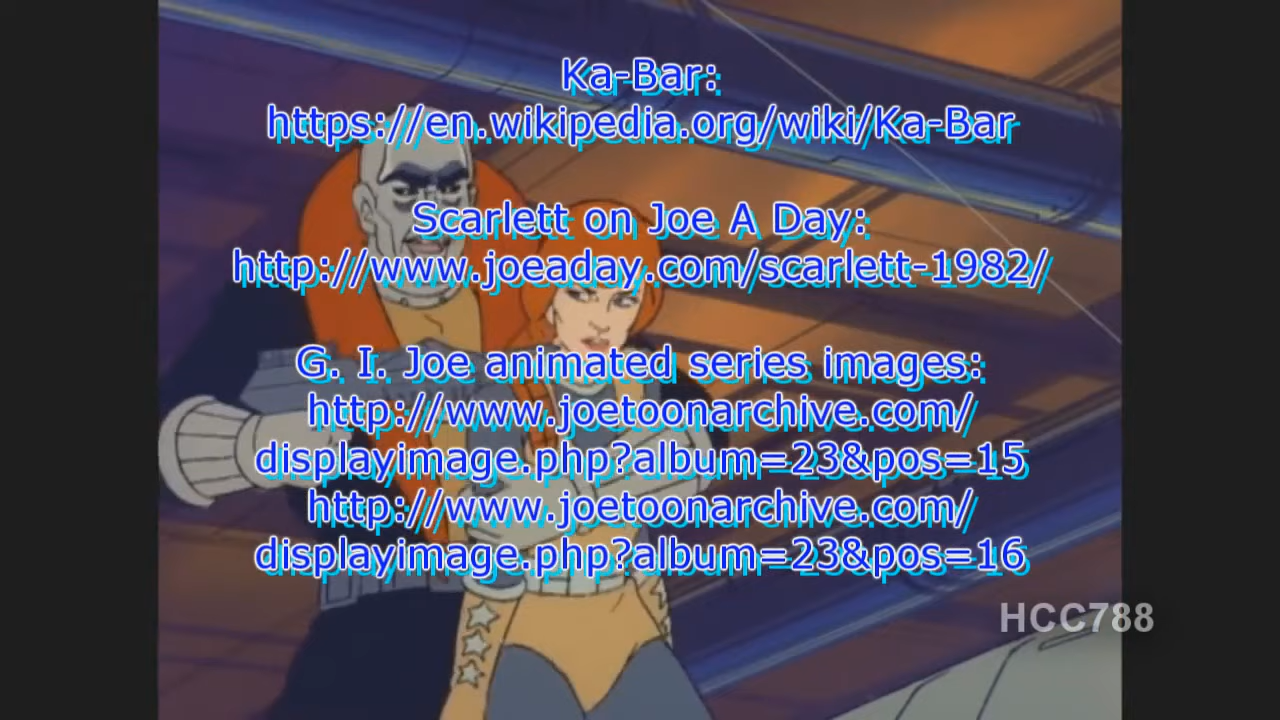 Ka-Bar:
https://en.wikipedia.org/wiki/Ka-Bar
Scarlett on Joe A Day:
http://www.joeaday.com/scarlett-1982/
G. I. Joe animated series images:
http://www.joetoonarchive.com/
displayimage.php?album=23&pos=15
http://www.joetoonarchive.com/
displayimage.php?album=23&pos=16
HCC788